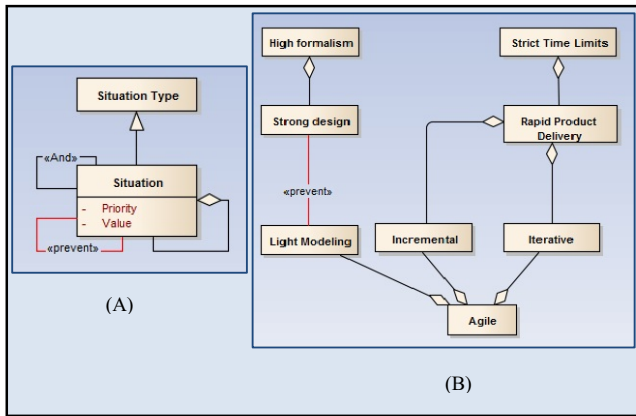 Situation Type
«And»
Situation
- Priority
- Value
«prevent»
(A)
High formalism
Strict Time Limits
Strong design
Rapid Product
Delivery
«prevent»
Light Modeling
Incremental
Iterative
Agile
(B)